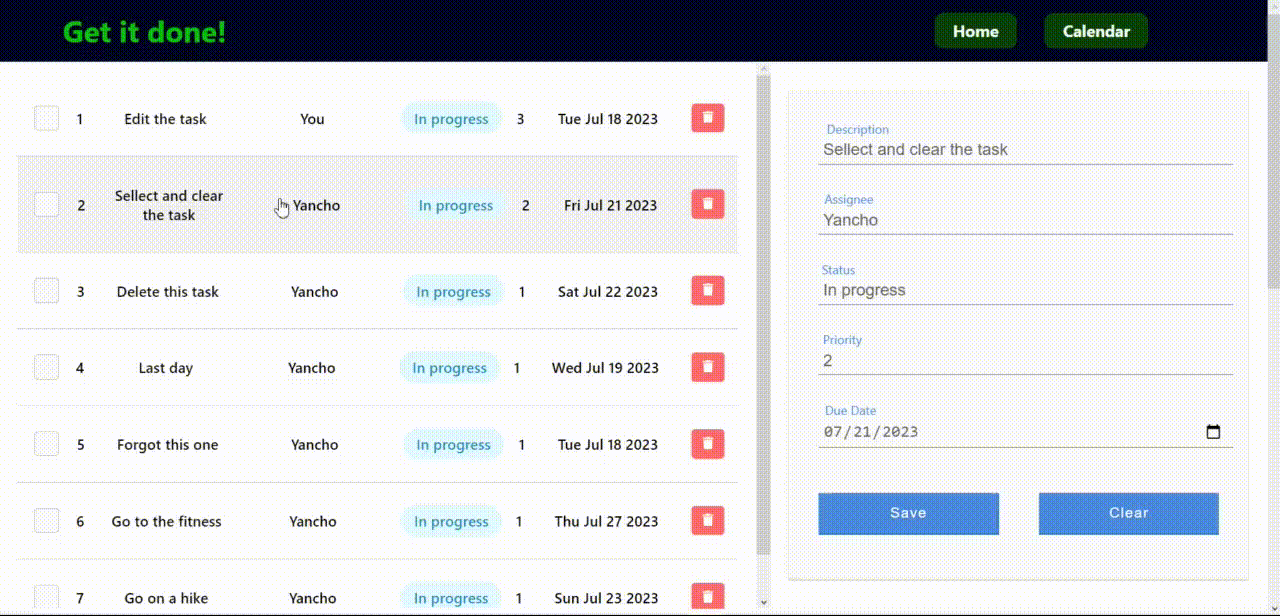 Get it done!
Home
Calendar
1 Edit the task You In progress 3 Tue Jul 18 2023
2 Sellect and clear Yancho In progress 2 Fri Jul 21 2023
the task
3 Delete this task Yancho In progress 1 Sat Jul 22 2023
4 Last day Yancho In progress 1 Wed Jul 19 2023
5 Forgot this one Yancho In progress 1 Tue Jul 18 2023
6 Go to the fitness Yancho In progress 1 Thu Jul 27 2023
7 Go on a hike Yancho In progress 1 Sun Jul 23 2023
Description
Sellect and clear the task
Assignee
Yancho
Status
In progress
Priority
2
Due Date
07/21/2023
Save
Clear